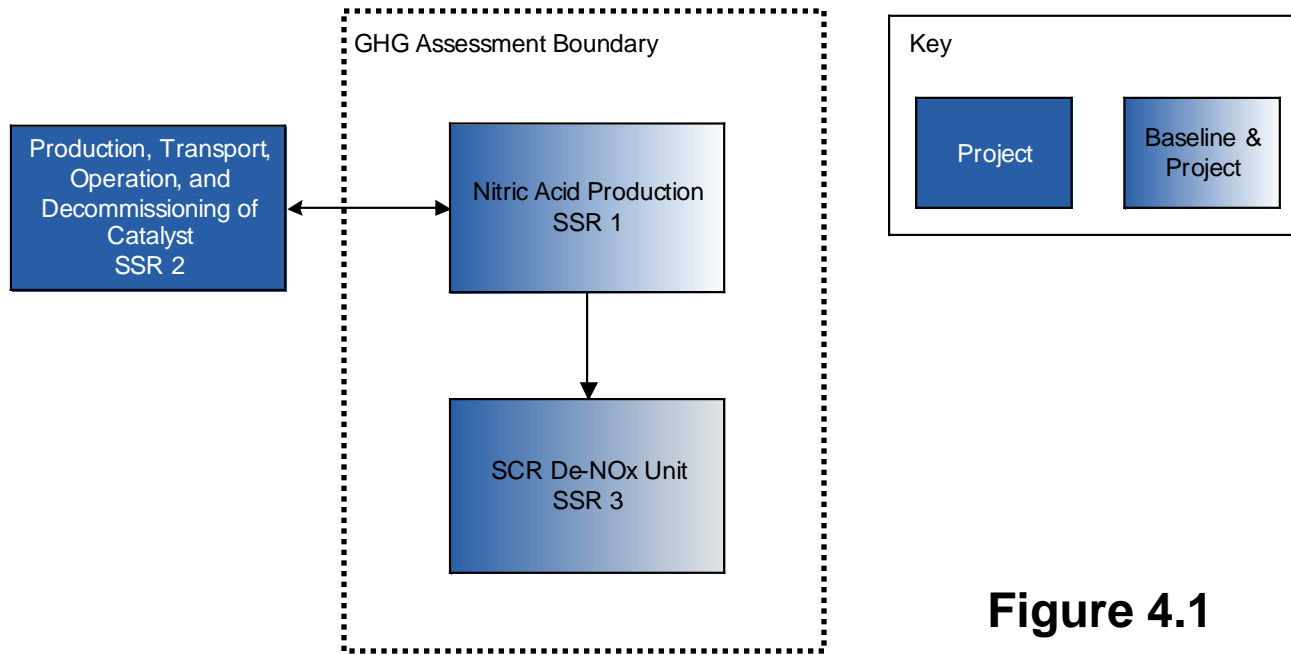 GHG Assessment Boundary
Production, Transport,
Operation, and
Decommissioning of
Catalyst
SSR 2
Nitric Acid Production
SSR 1
SCR De-NOx Unit
SSR 3
Key
Project
Baseline &
Project
Figure 4.1